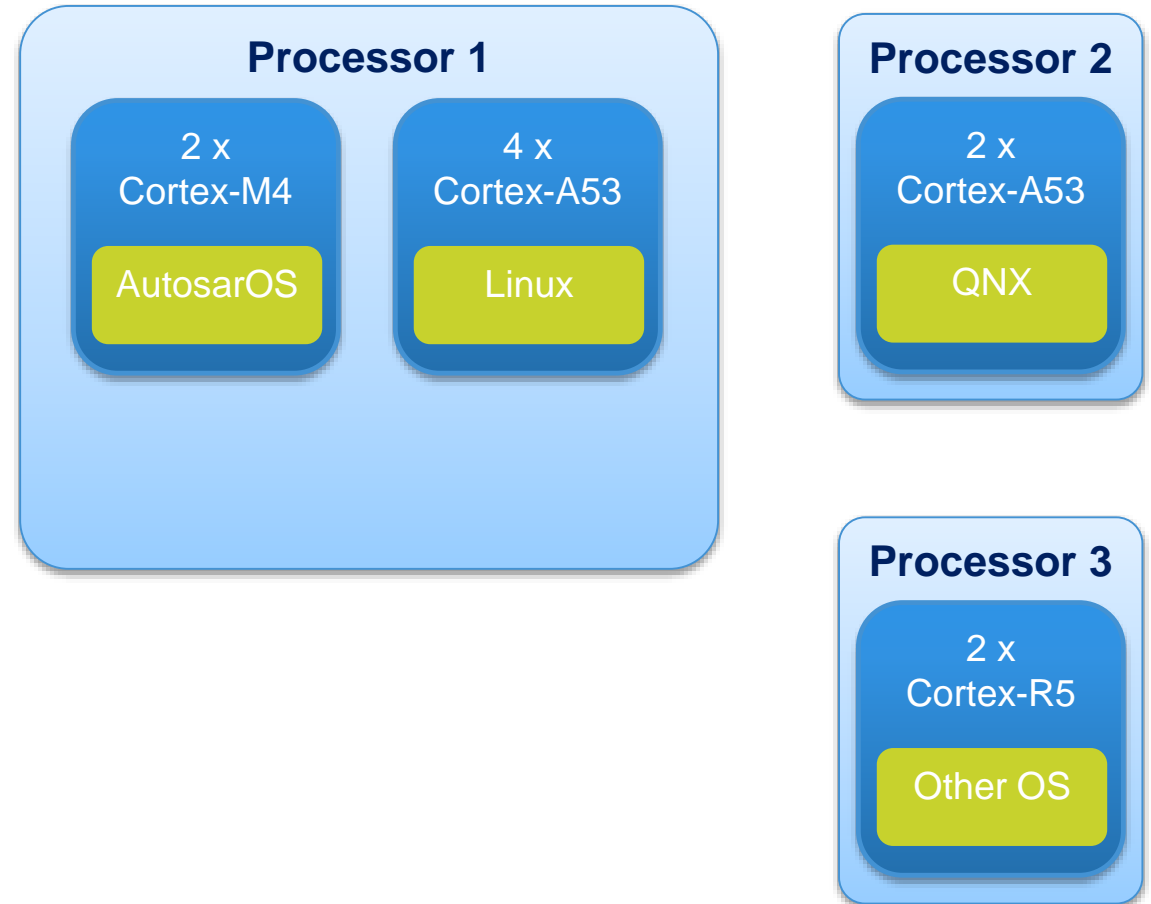 Processor 1
2 x
Cortex-M4
AutosarOS
4 x
Cortex-A53
Linux
Processor 2
2 x
Cortex-A53
QNX
Processor 3
2 x
Cortex-R5
Other OS